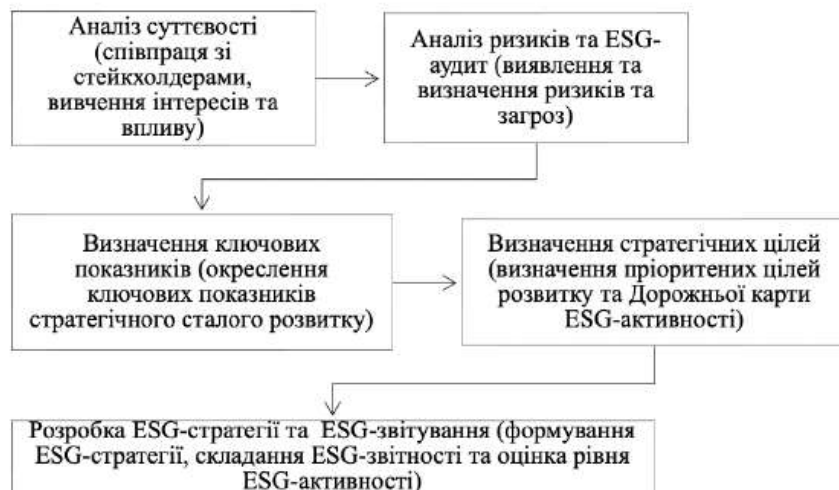 Аналіз суттєвості
(співпраця зі
стейкхолдерами,
вивчення інтересів та
впливу)
Аналіз ризиків та ESG-
аудит (виявлення та
визначення ризиків та
загроз)
Визначення ключових
показників (окреслення
ключових показників
стратегічного сталого розвитку)
Визначення стратегічних цілей
(визначення пріоритених цілей
розвитку та Дорожньої карти
ESG-активності)
Розробка ESG-стратегії та ESG-звітування (формування
ESG-стратегії, складання ESG-звітності та оцінка рівня
ESG-активності)